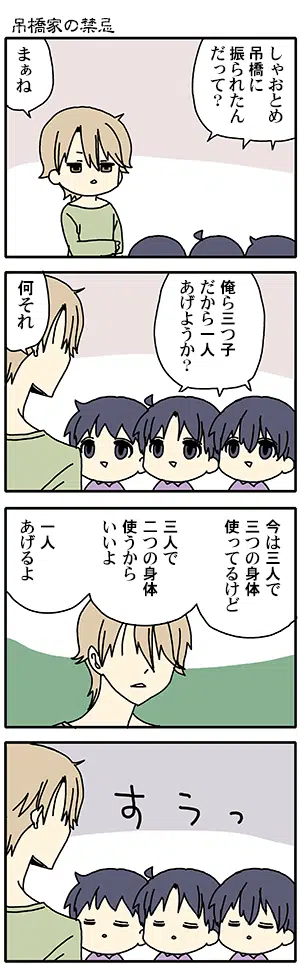 吊橋家の禁忌
しゃおとめ
吊橋に
振られたん
だって?
まぁね
俺ら三つ子
だから一人
あげようか?
何それ
今は三人で
三つの身体
使ってるけど
三人で
二つの身体
使うから
いいよ
一人
あげるよ
すうっ